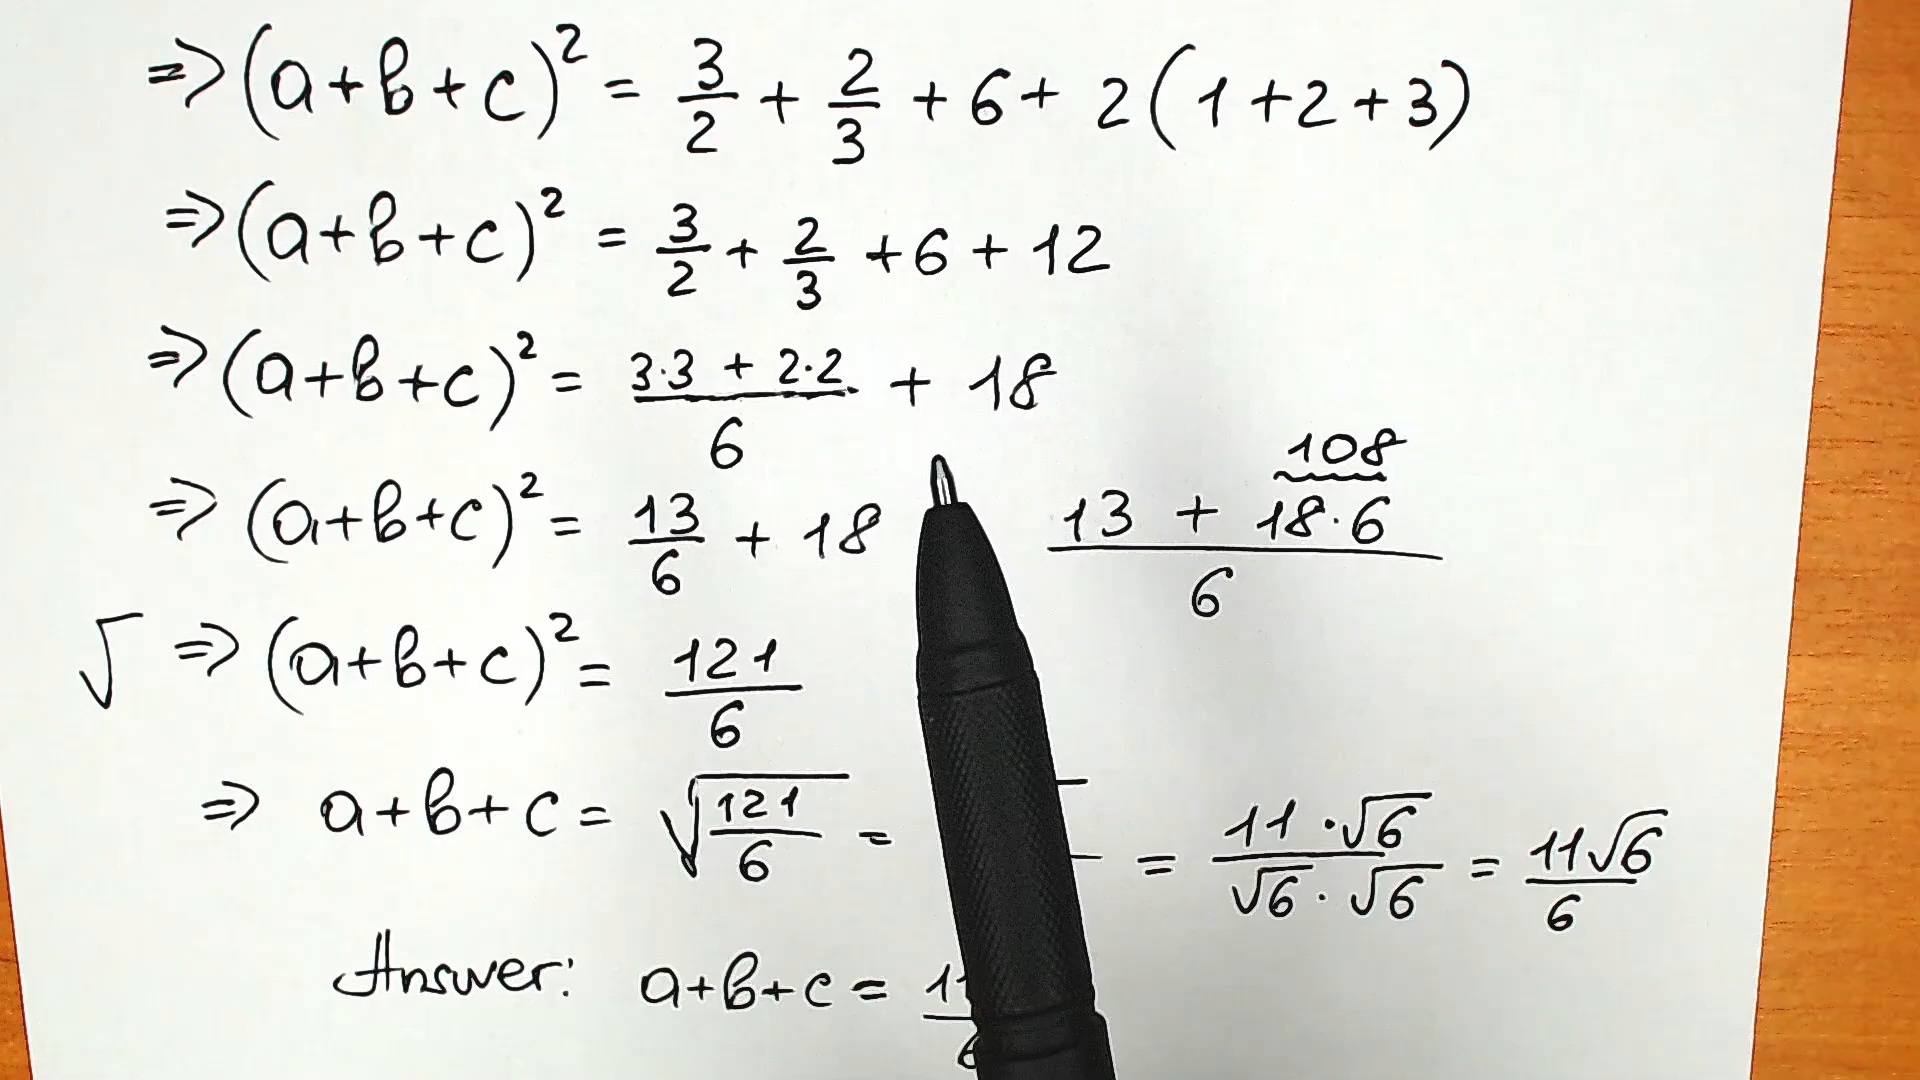 ⇒(a+b+c)² = 3/2 + 2/3 + 6 + 2(1+2+3)
⇒(a+b+c)² = 3/2 + 2/3 + 6 + 12
⇒(a+b+c)² = (3·3 + 2·2)/6 + 18
108
⇒(a+b+c)² = 13/6 + 18 (13 + 18·6)/6
√ ⇒(a+b+c)² = 121/6
⇒ a+b+c = √(121/6) = = (11·√6)/(√6·√6) = 11√6/6
Answer: a+b+c =